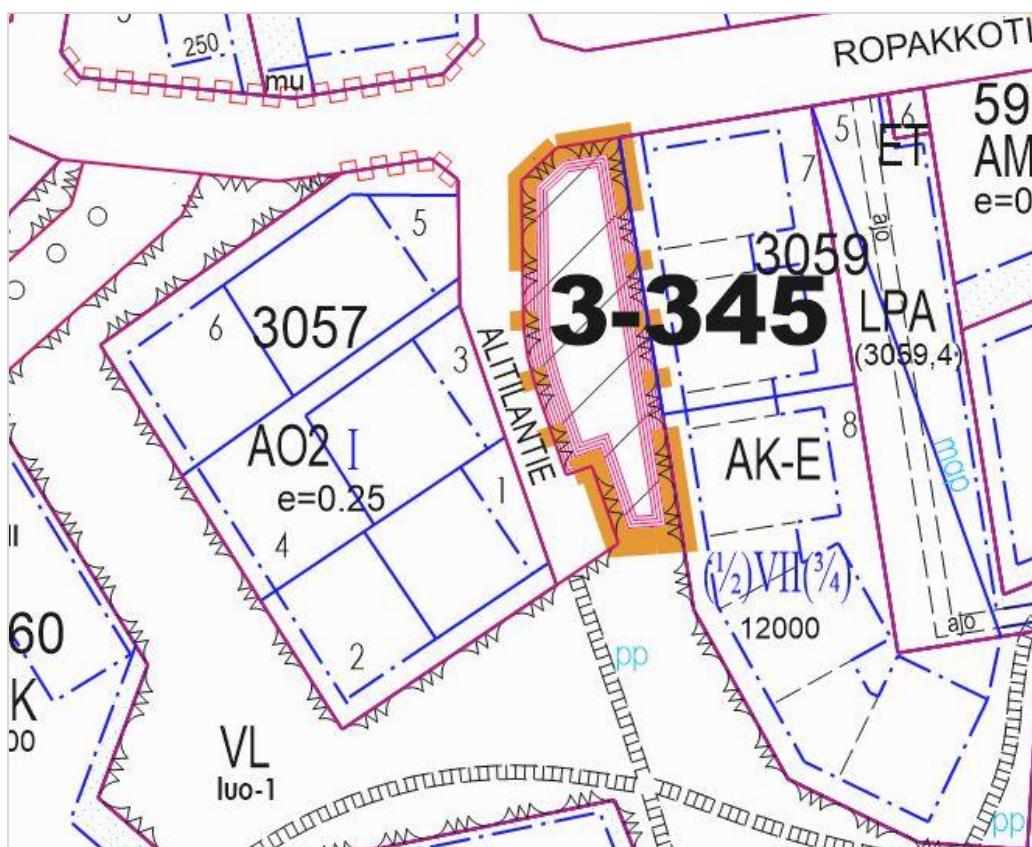 250
mu
ROPAKKOTI
5
6
ET
59
AM
e=0
7
5
ajo
3059
3-345
LPA
(3059,4)
6
3057
3
ALITILANTIE
AO2 I
e=0.25
1
4
2
AK-E
8
map
(1/2)VII(3/4)
12000
ajo
pp
60
K
00
VL
luo-1
pp